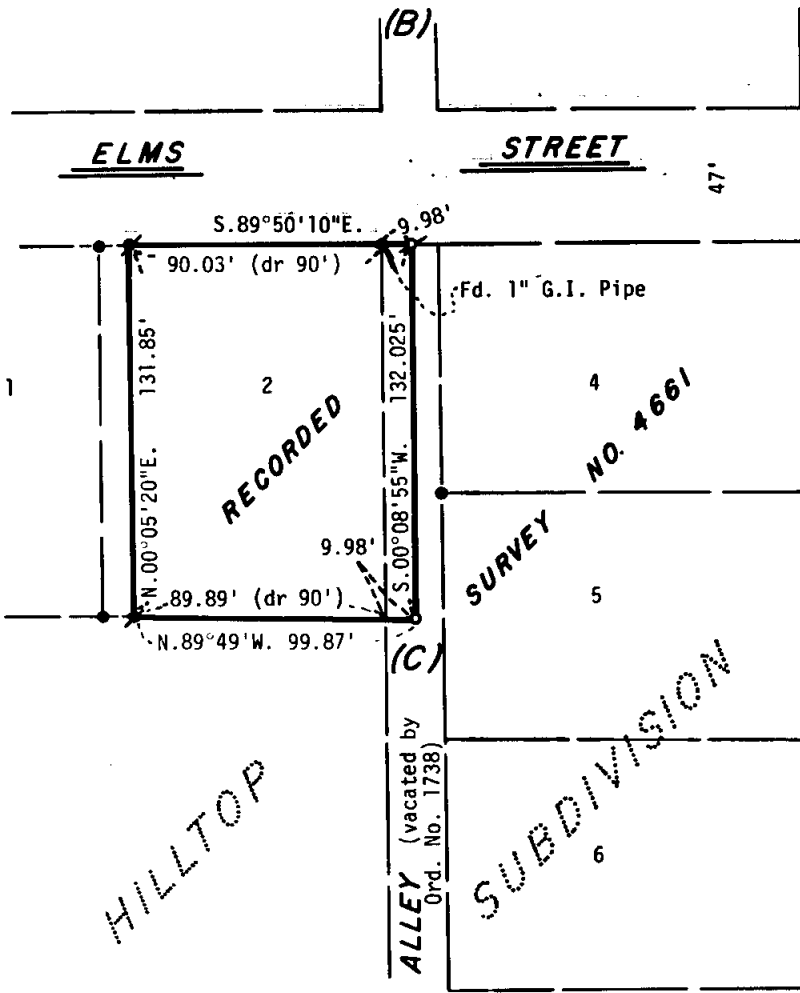 (B)
ELMS
STREET
47'
S.89°50'10"E.
9.98'
90.03' (dr 90')
Fd. 1" G.I. Pipe
131.85'
132.025'
1
2
4
RECORDED
NO. 4661
N.00°05'20"E.
S.00°08'55"W.
9.98'
SURVEY
5
89.89' (dr 90')
N.89°49'W. 99.87'
(C)
HILLTOP
SUBDIVISION
ALLEY (vacated by
Ord. No. 1738)
6